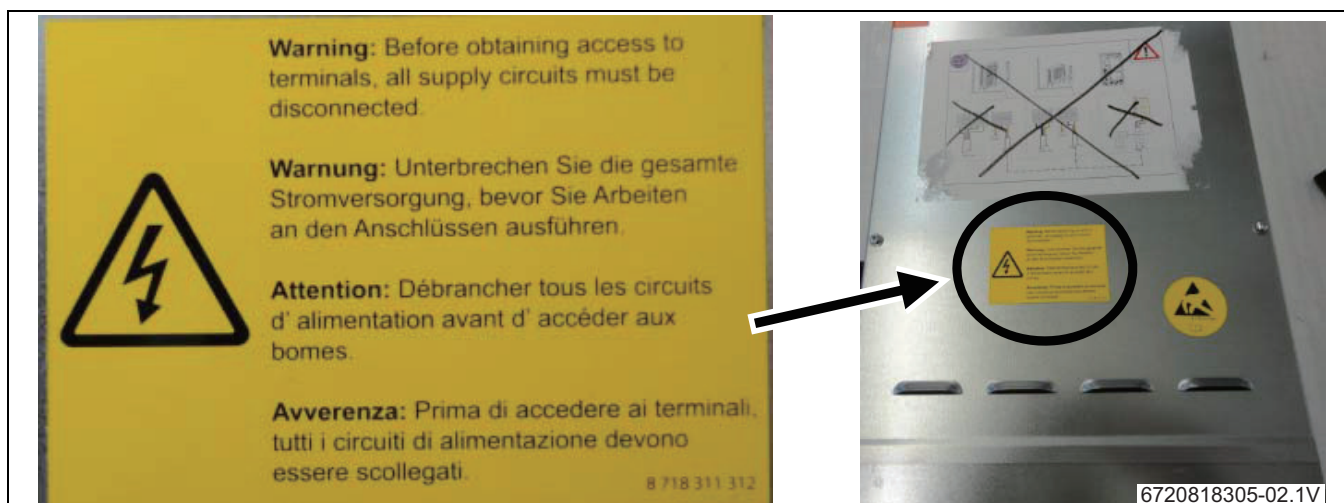 Warning: Before obtaining access to
terminals, all supply circuits must be
disconnected.
Warnung: Unterbrechen Sie die gesamte
Stromversorgung, bevor Sie Arbeiten
an den Anschlüssen ausführen.
Attention: Débrancher tous les circuits
d' alimentation avant d' accéder aux
bomes.
Avverenza: Prima di accedere ai terminali,
tutti i circuiti di alimentazione devono
essere scollegati.
8 718 311 312
6720818305-02.1V